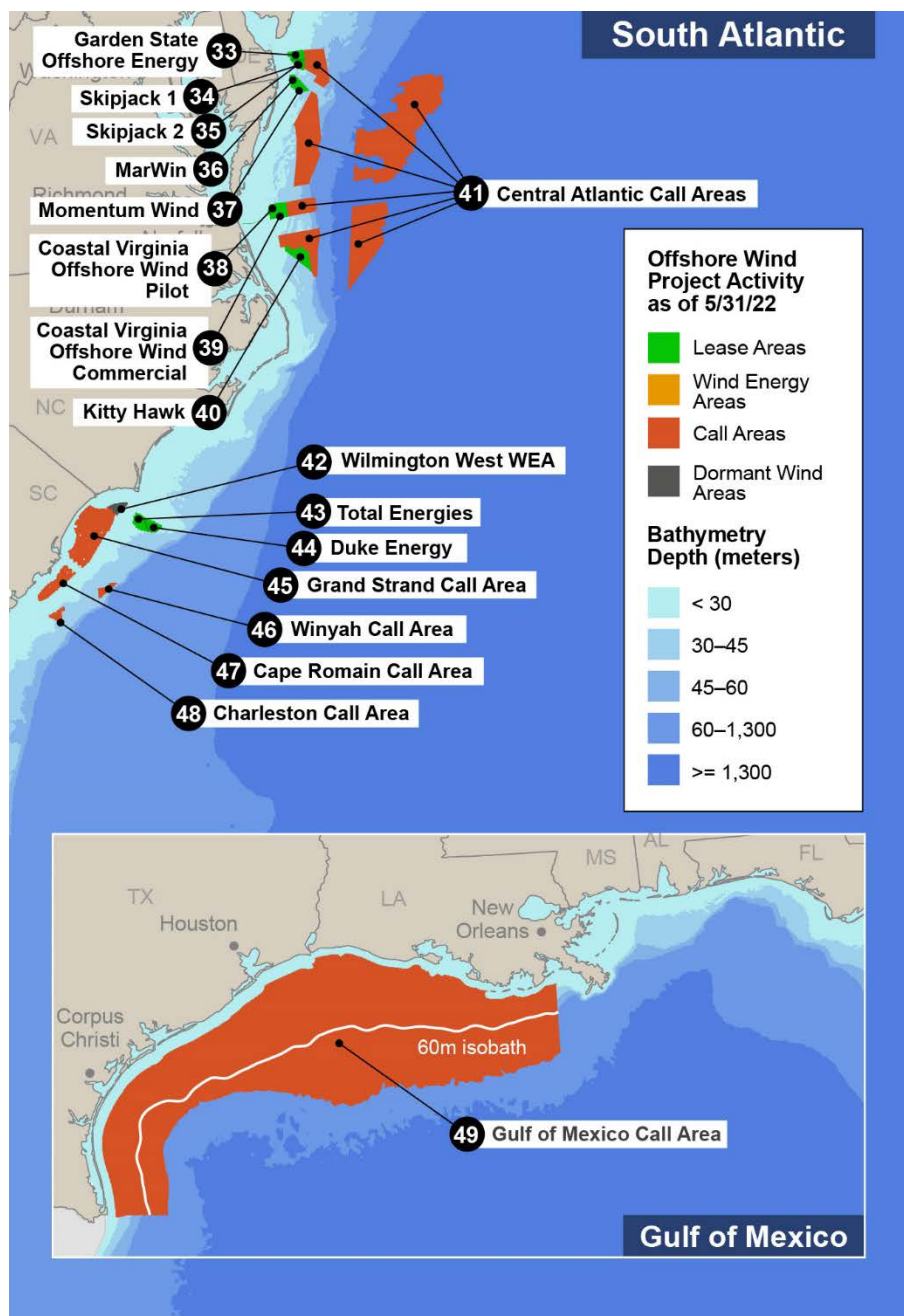 South Atlantic
Garden State
Offshore Energy
33
Skipjack 1
34
Skipjack 2
35
MarWin
36
Momentum Wind
37
Coastal Virginia
Offshore Wind
Pilot
38
Coastal Virginia
Offshore Wind
Commercial
39
Kitty Hawk
40
41
Central Atlantic Call Areas
DE
VA
Richmond
Durham
NC
SC
42
Wilmington West WEA
43
Total Energies
44
Duke Energy
45
Grand Strand Call Area
46
Winyah Call Area
47
Cape Romain Call Area
48
Charleston Call Area
Offshore Wind
Project Activity
as of 5/31/22
Lease Areas
Wind Energy
Areas
Call Areas
Dormant Wind
Areas
Bathymetry
Depth (meters)
< 30
30–45
45–60
60–1,300
>= 1,300
TX
LA
MS
AL
FL
Houston
New
Orleans
Corpus
Christi
60m isobath
49
Gulf of Mexico Call Area
Gulf of Mexico